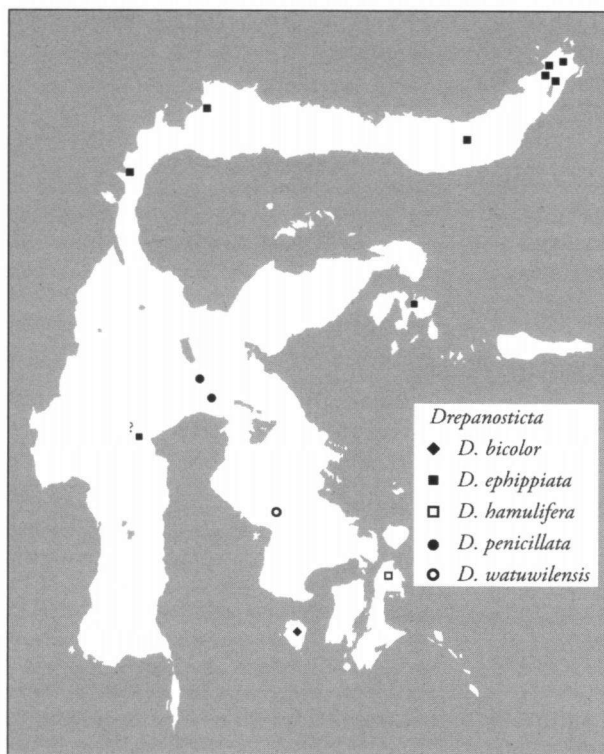 ?
Drepanosticta
D. bicolor
D. ephippiata
D. hamulifera
D. penicillata
D. watuwilensis